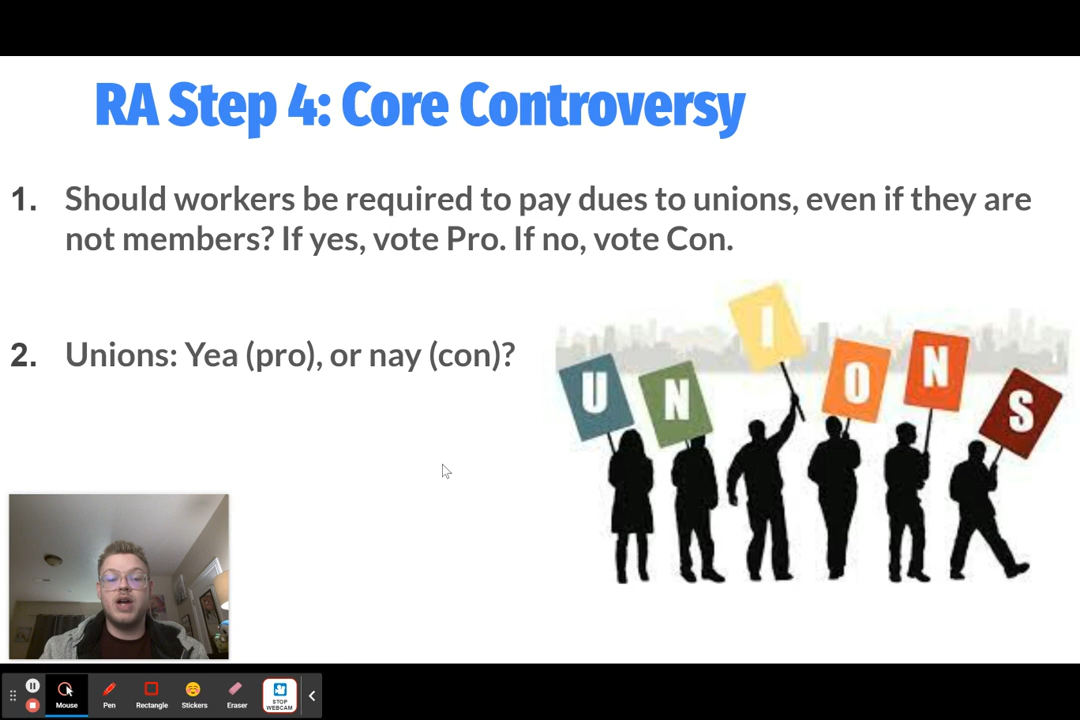 RA Step 4: Core Controversy
1. Should workers be required to pay dues to unions, even if they are
not members? If yes, vote Pro. If no, vote Con.
2. Unions: Yea (pro), or nay (con)?
U N I O N S
Mouse Pen Rectangle Stickers Eraser STOP
WEBCAM